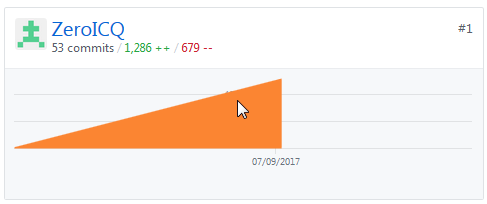 ZeroICQ
#1
53 commits / 1,286 ++ / 679 --
07/09/2017